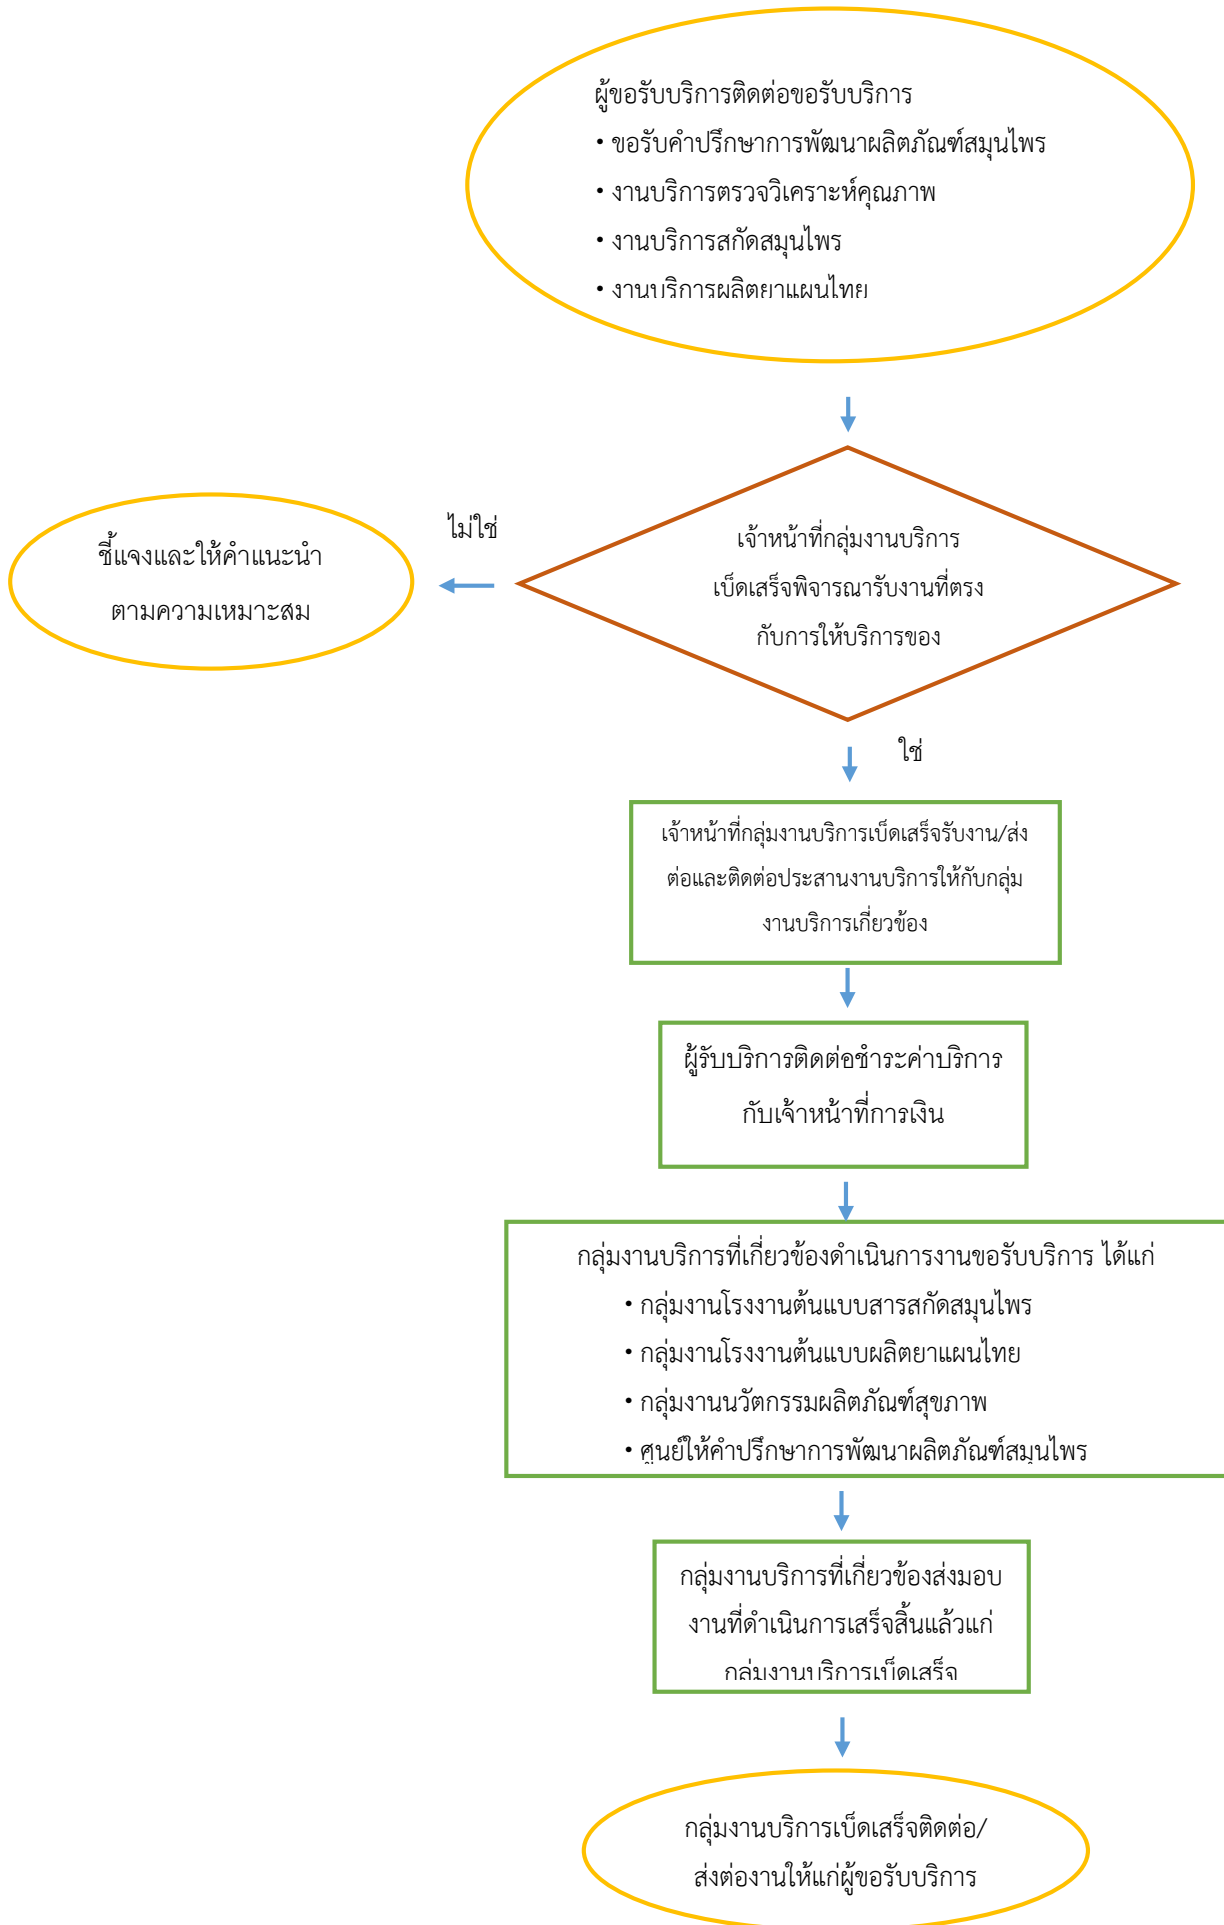 ผู้ขอรับบริการติดต่อขอรับบริการ
• ขอรับคำปรึกษาการพัฒนาผลิตภัณฑ์สมุนไพร
• งานบริการตรวจวิเคราะห์คุณภาพ
• งานบริการสกัดสมุนไพร
• งานบริการผลิตยาแผนไทย
ไม่ใช่
ชี้แจงและให้คำแนะนำ
ตามความเหมาะสม
เจ้าหน้าที่กลุ่มงานบริการ
เบ็ดเสร็จพิจารณารับงานที่ตรง
กับการให้บริการของ
ใช่
เจ้าหน้าที่กลุ่มงานบริการเบ็ดเสร็จรับงาน/ส่ง
ต่อและติดต่อประสานงานบริการให้กับกลุ่ม
งานบริการเกี่ยวข้อง
ผู้รับบริการติดต่อชำระค่าบริการ
กับเจ้าหน้าที่การเงิน
กลุ่มงานบริการที่เกี่ยวข้องดำเนินการงานขอรับบริการ ได้แก่
• กลุ่มงานโรงงานต้นแบบสารสกัดสมุนไพร
• กลุ่มงานโรงงานต้นแบบผลิตยาแผนไทย
• กลุ่มงานนวัตกรรมผลิตภัณฑ์สุขภาพ
• ศูนย์ให้คำปรึกษาการพัฒนาผลิตภัณฑ์สมุนไพร
กลุ่มงานบริการที่เกี่ยวข้องส่งมอบ
งานที่ดำเนินการเสร็จสิ้นแล้วแก่
กลุ่มงานบริการเบ็ดเสร็จ
กลุ่มงานบริการเบ็ดเสร็จติดต่อ/
ส่งต่องานให้แก่ผู้ขอรับบริการ